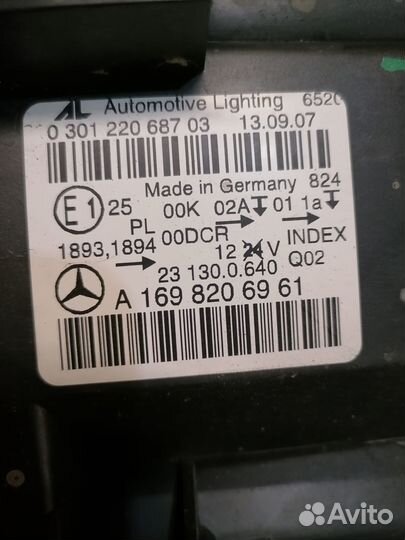 AL Automotive Lighting 652
0 301 220 687 03 13.09.07
Made in Germany 824
E1 25 00K 02A 01 1a
PL 00DCR
1893,1894 12 24 V INDEX
23 130.0.640 Q02
A 169 820 69 61
Avito